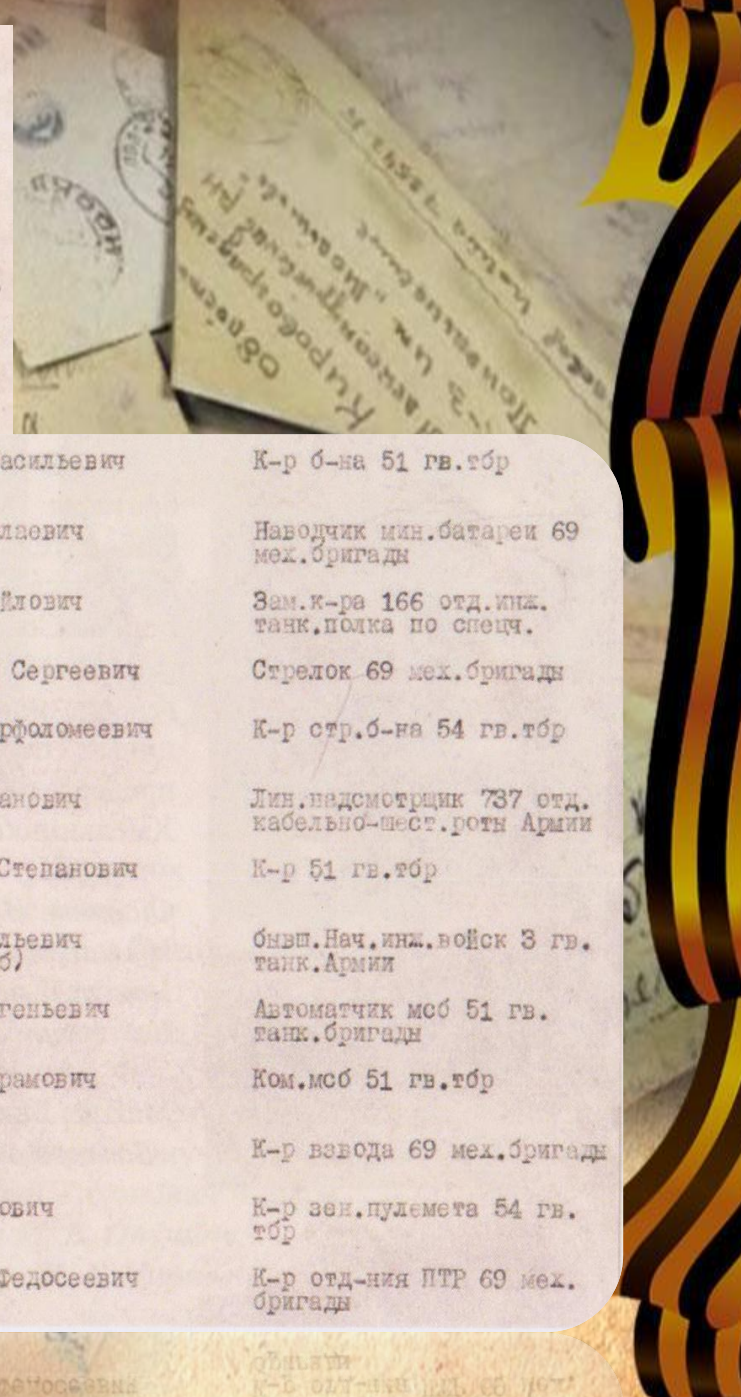 асильевич К-р б-на 51 гв.тбр
лаевич Наводчик мин.батареи 69
мех.бригады
йлович Зам.к-ра 166 отд.инж.
танк.полка по спецч.
Сергеевич Стрелок 69 мех.бригады
рфоломеевич К-р стр.б-на 54 гв.тбр
анович Лин.надсмотрщик 737 отд.
кабельно-шест.роты Армии
Степанович К-р 51 гв.тбр
льевич бывш.Нач.инж.войск 3 гв.
б) танк.Армии
геньевич Автоматчик мсб 51 гв.
танк.бригады
рамович Ком.мсб 51 гв.тбр
К-р взвода 69 мех.бригады
ович К-р зен.пулемета 54 гв.
тбр
Федосеевич К-р отд-ния ПТР 69 мех.
бригады
область
Кировоградская